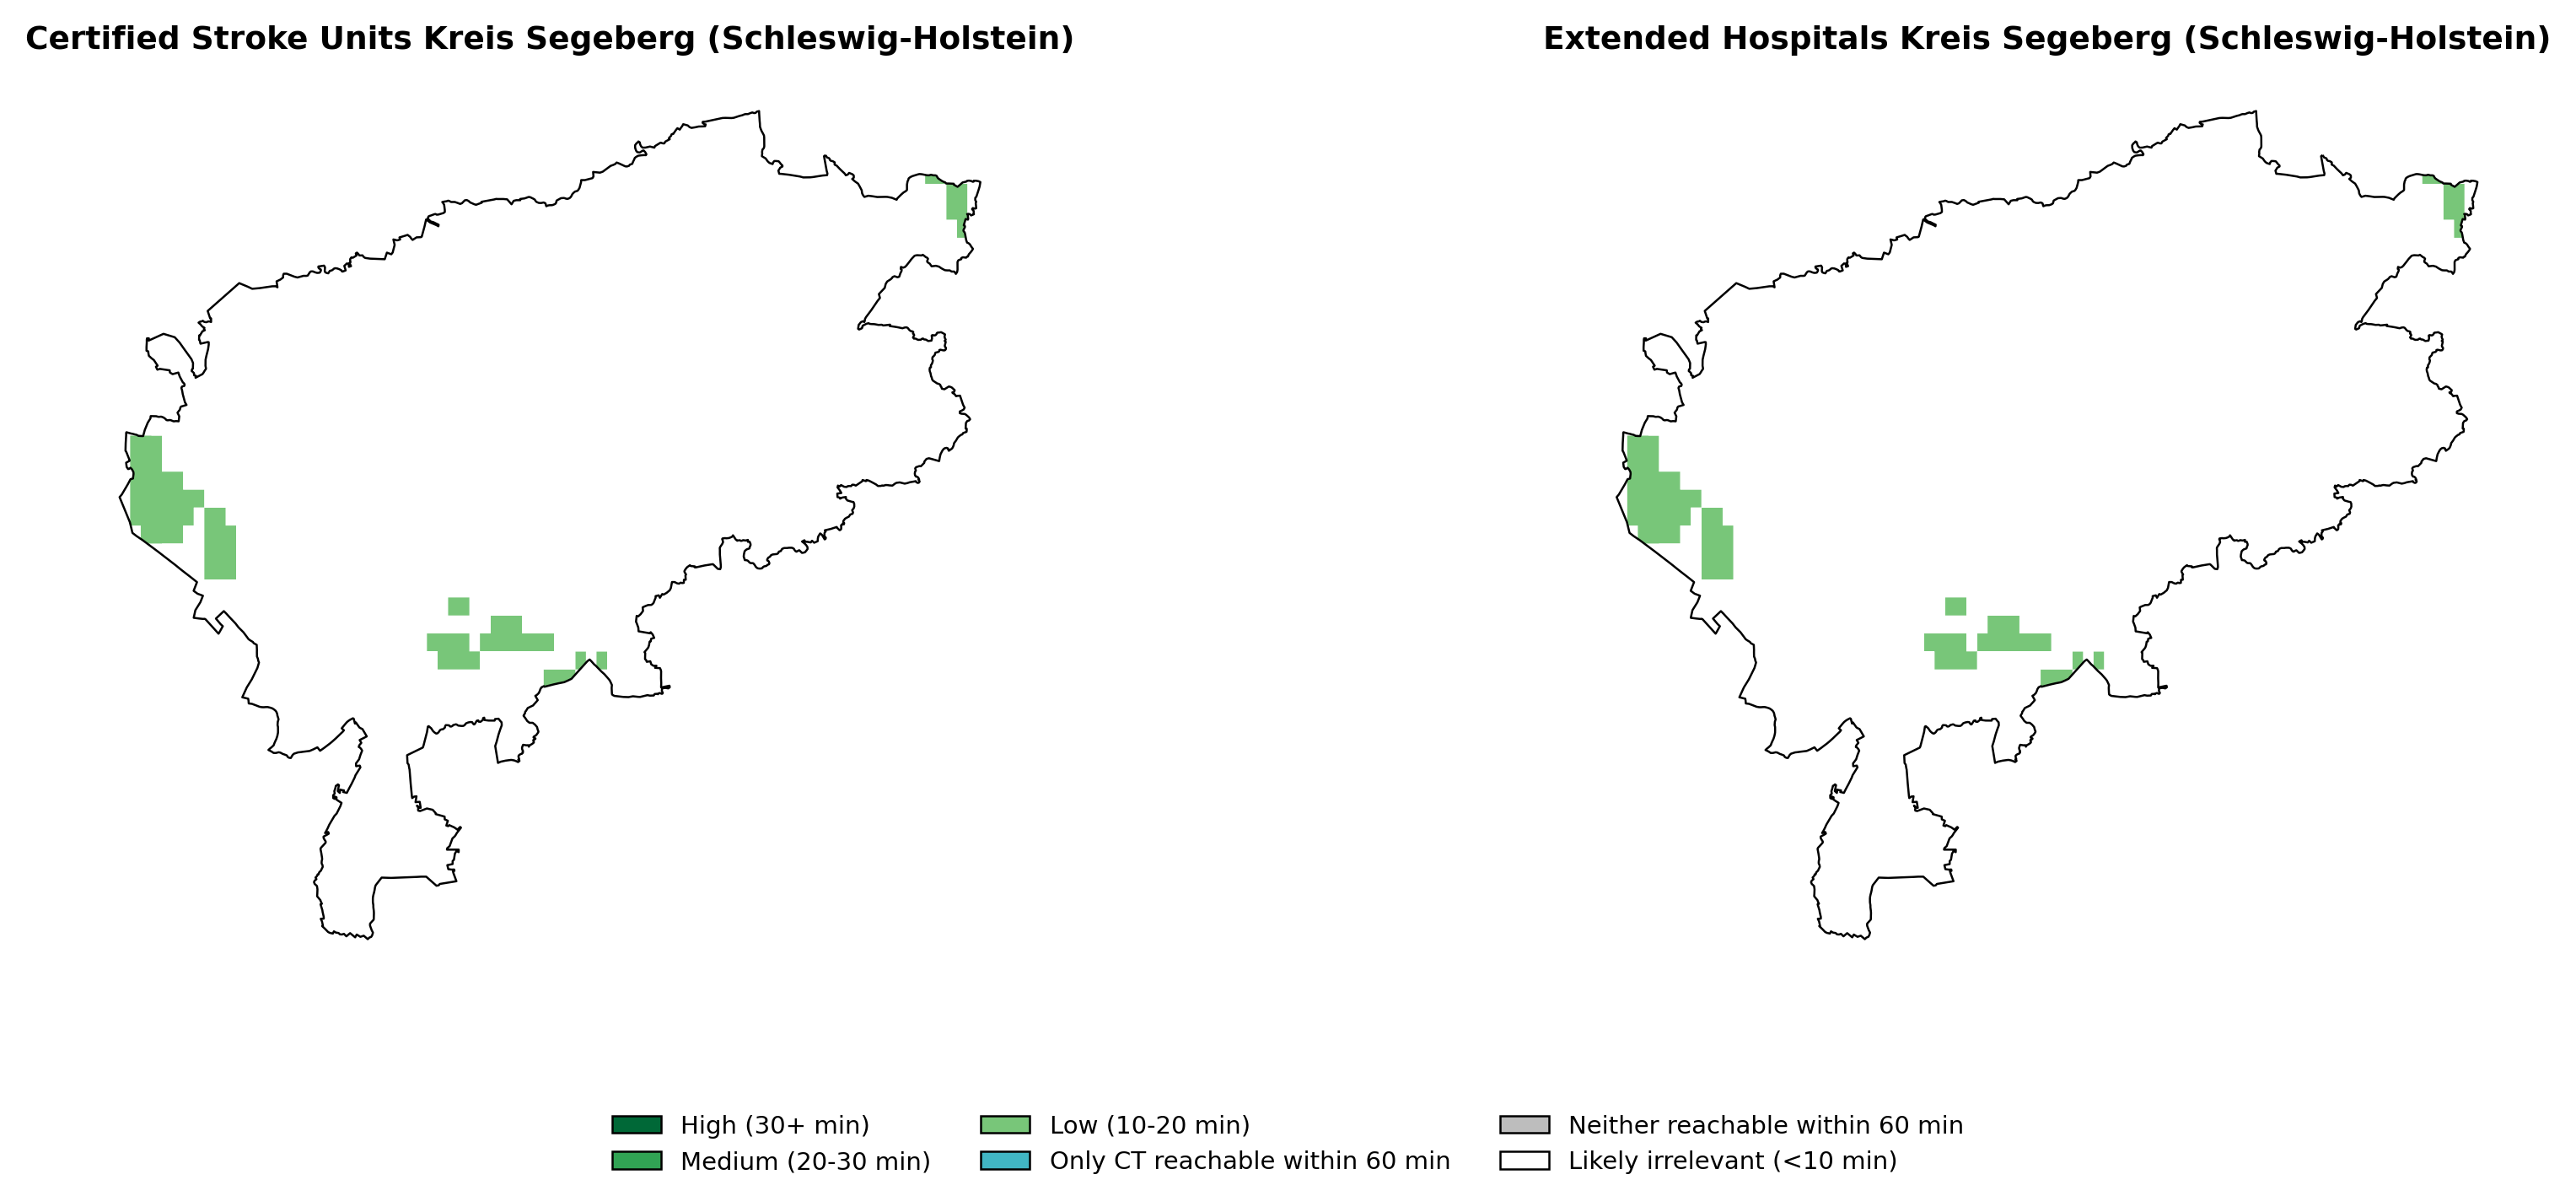 Certified Stroke Units Kreis Segeberg (Schleswig-Holstein)
Extended Hospitals Kreis Segeberg (Schleswig-Holstein)
High (30+ min)
Medium (20-30 min)
Low (10-20 min)
Only CT reachable within 60 min
Neither reachable within 60 min
Likely irrelevant (<10 min)